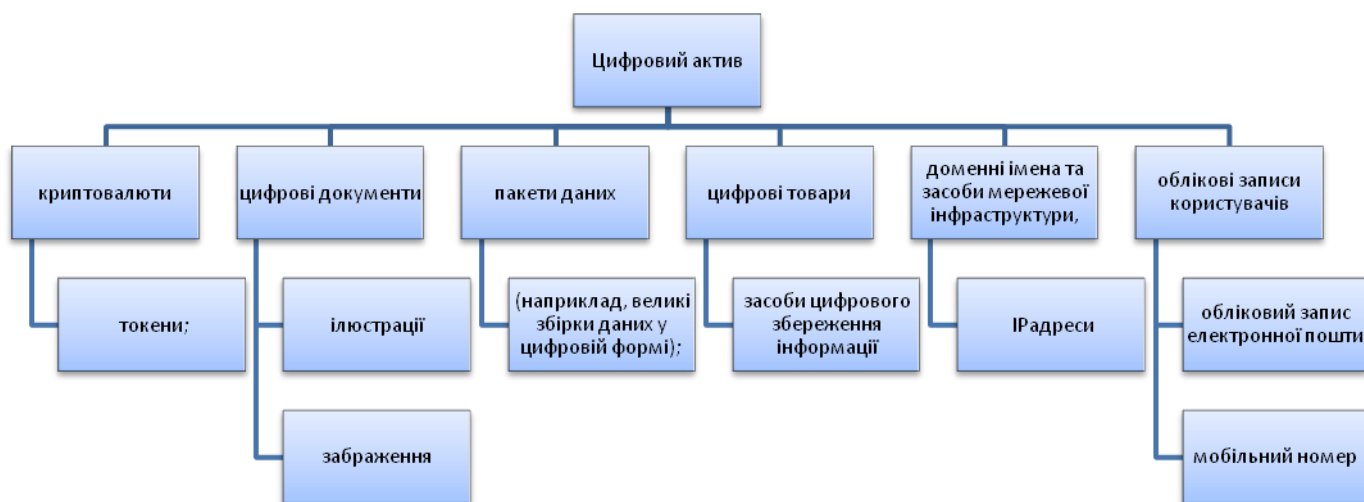 Цифровий актив
криптовалюти
цифрові документи
пакети даних
цифрові товари
доменні імена та
засоби мережевої
інфраструктури,
облікові записи
користувачів
токени;
ілюстрації
(наприклад, великі
збірки даних у
цифровій формі);
засоби цифрового
збереження
інформації
IPадреси
обліковий запис
електронної пошти
забраження
мобільний номер